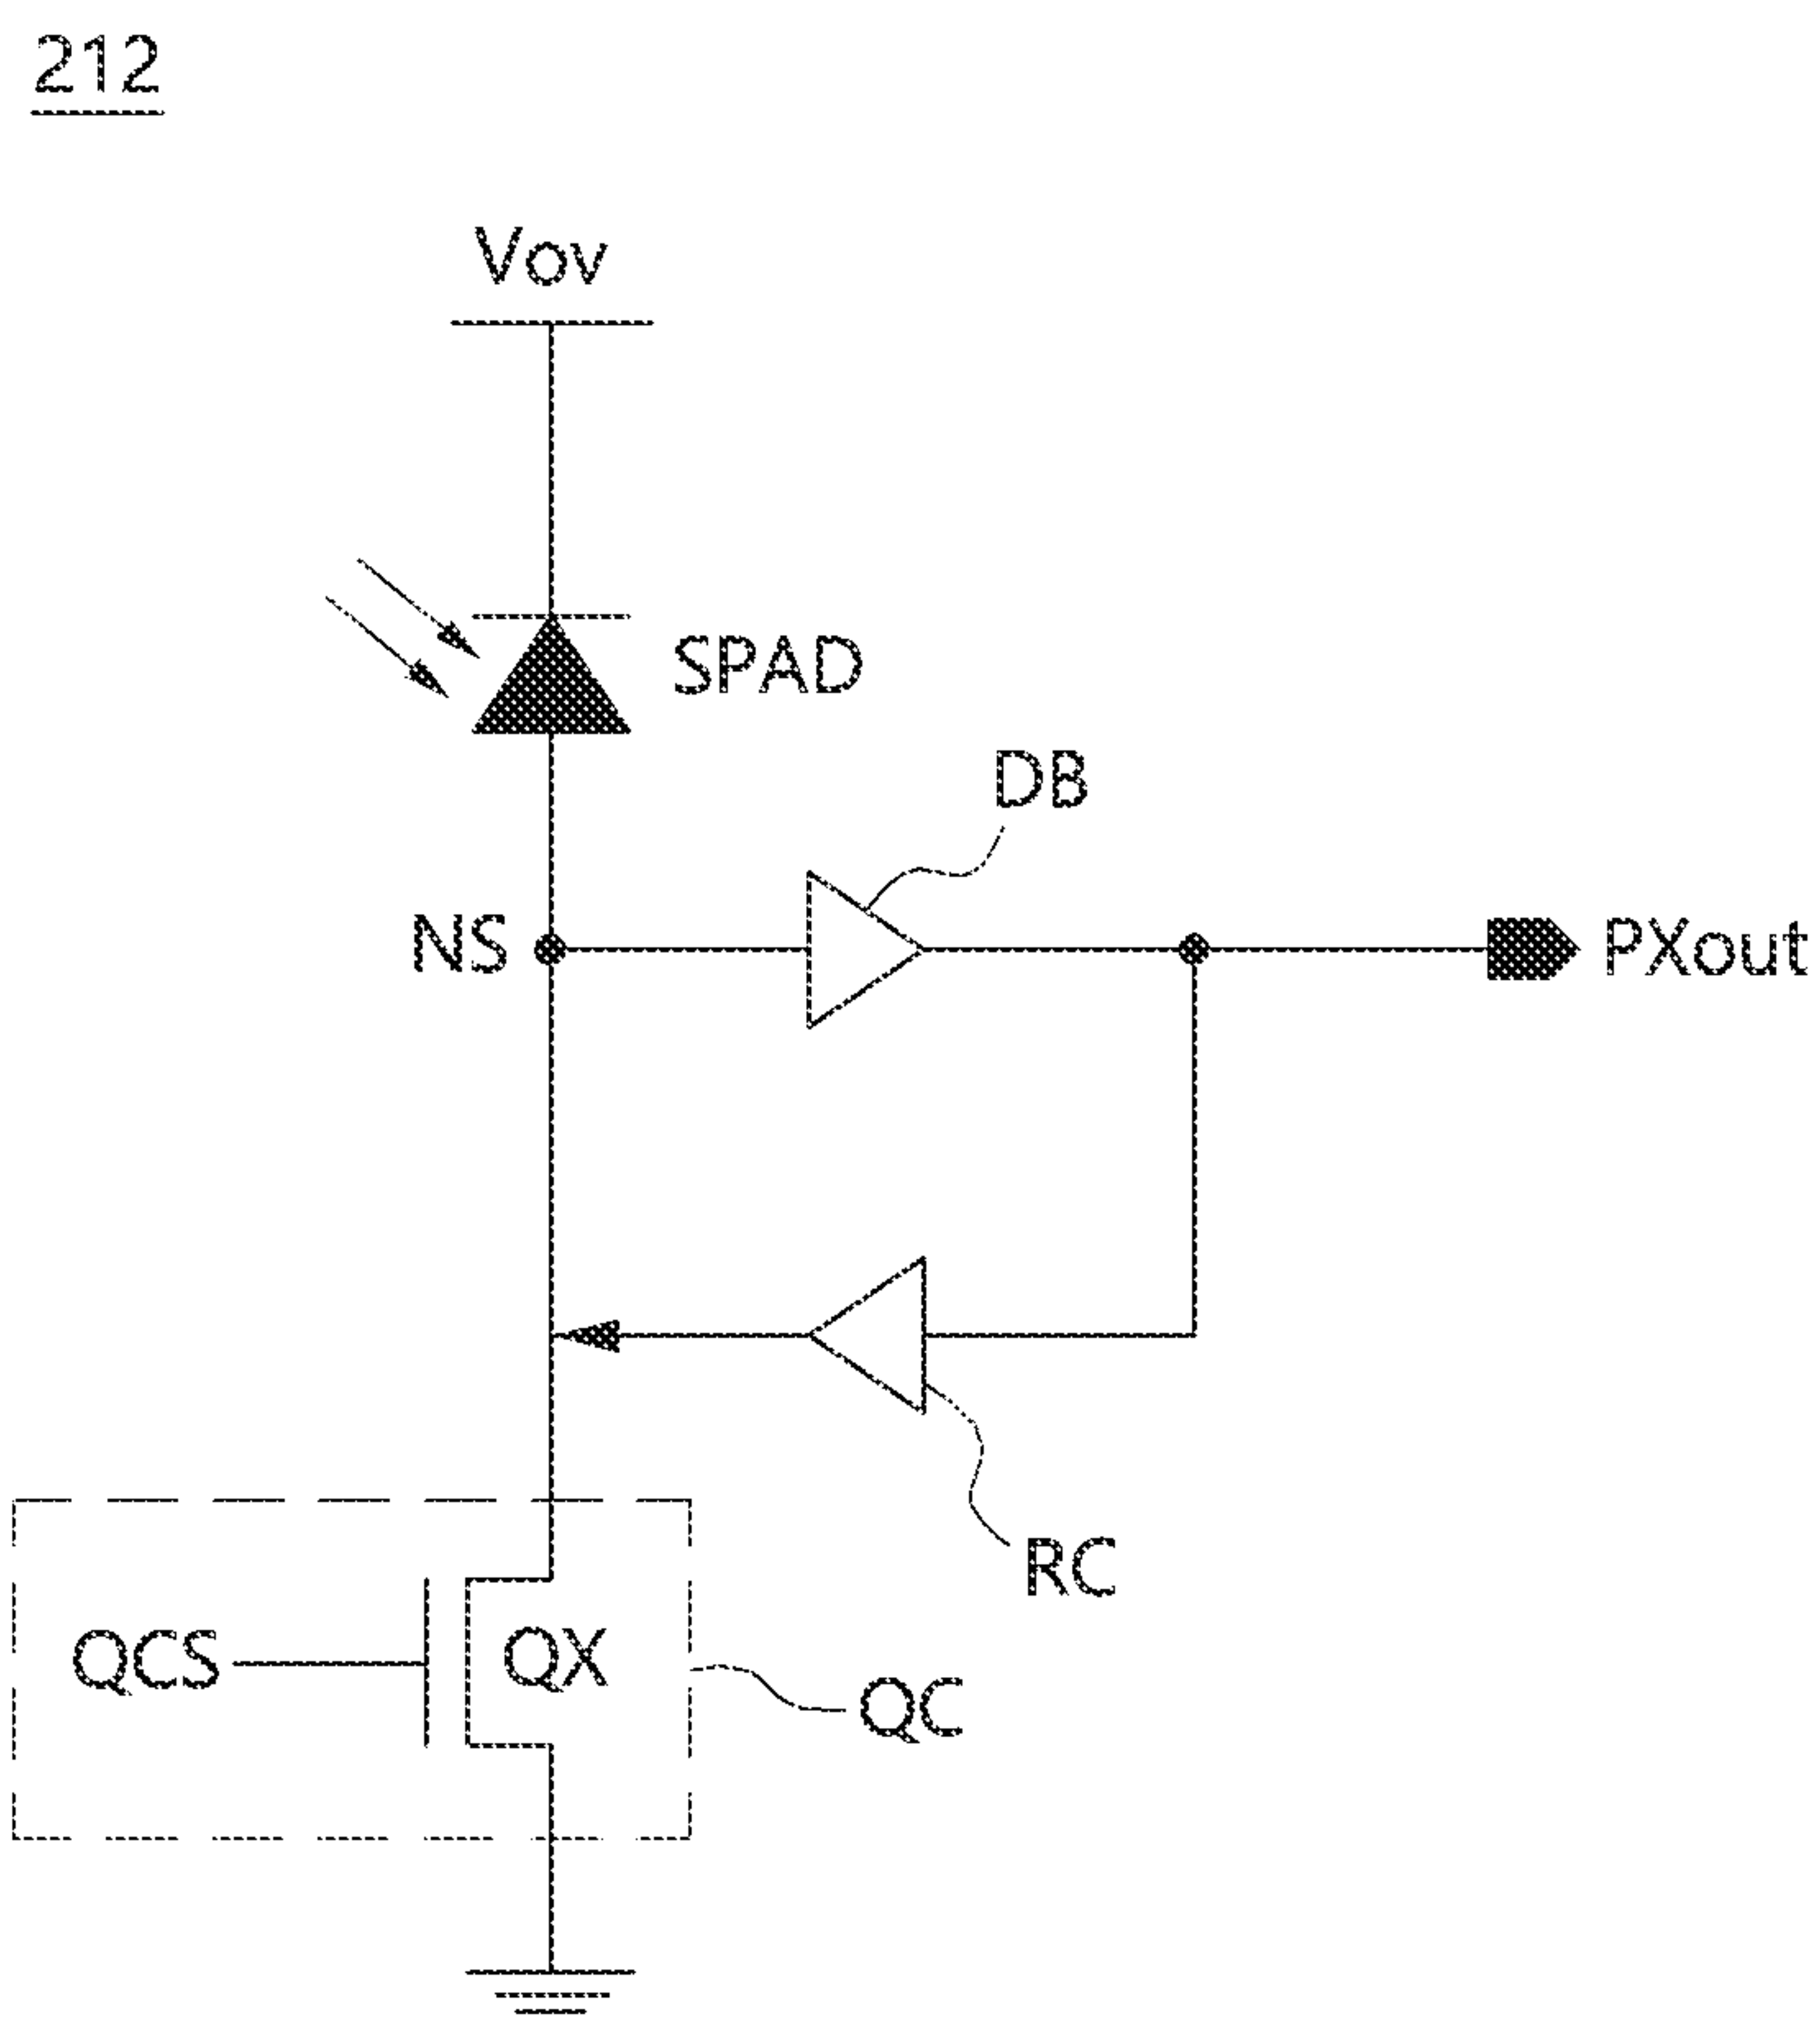 212
Vov
SPAD
DB
NS
PXout
RC
QCS
QX
QC